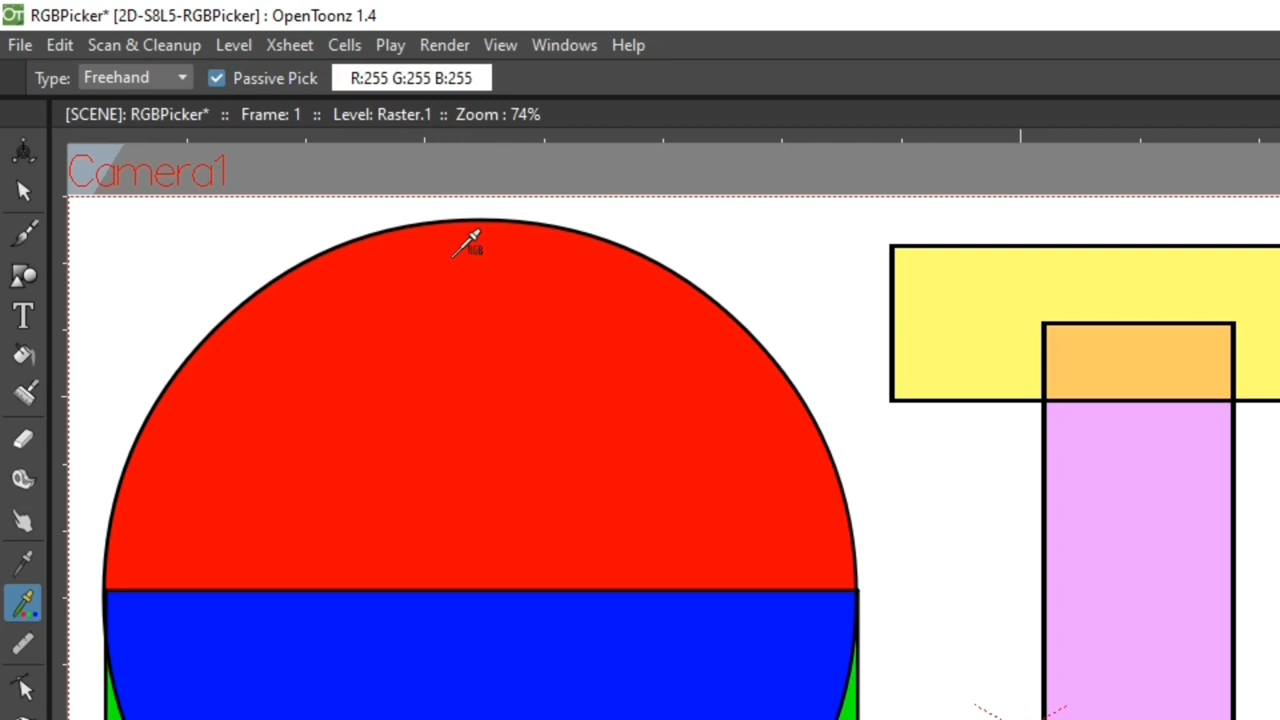 RGBPicker* [2D-S8L5-RGBPicker] : OpenToonz 1.4
File Edit Scan & Cleanup Level Xsheet Cells Play Render View Windows Help
Type: Freehand Passive Pick R:255 G:255 B:255
[SCENE]: RGBPicker* :: Frame: 1 :: Level: Raster.1 :: Zoom : 74%
Camera1
RGB